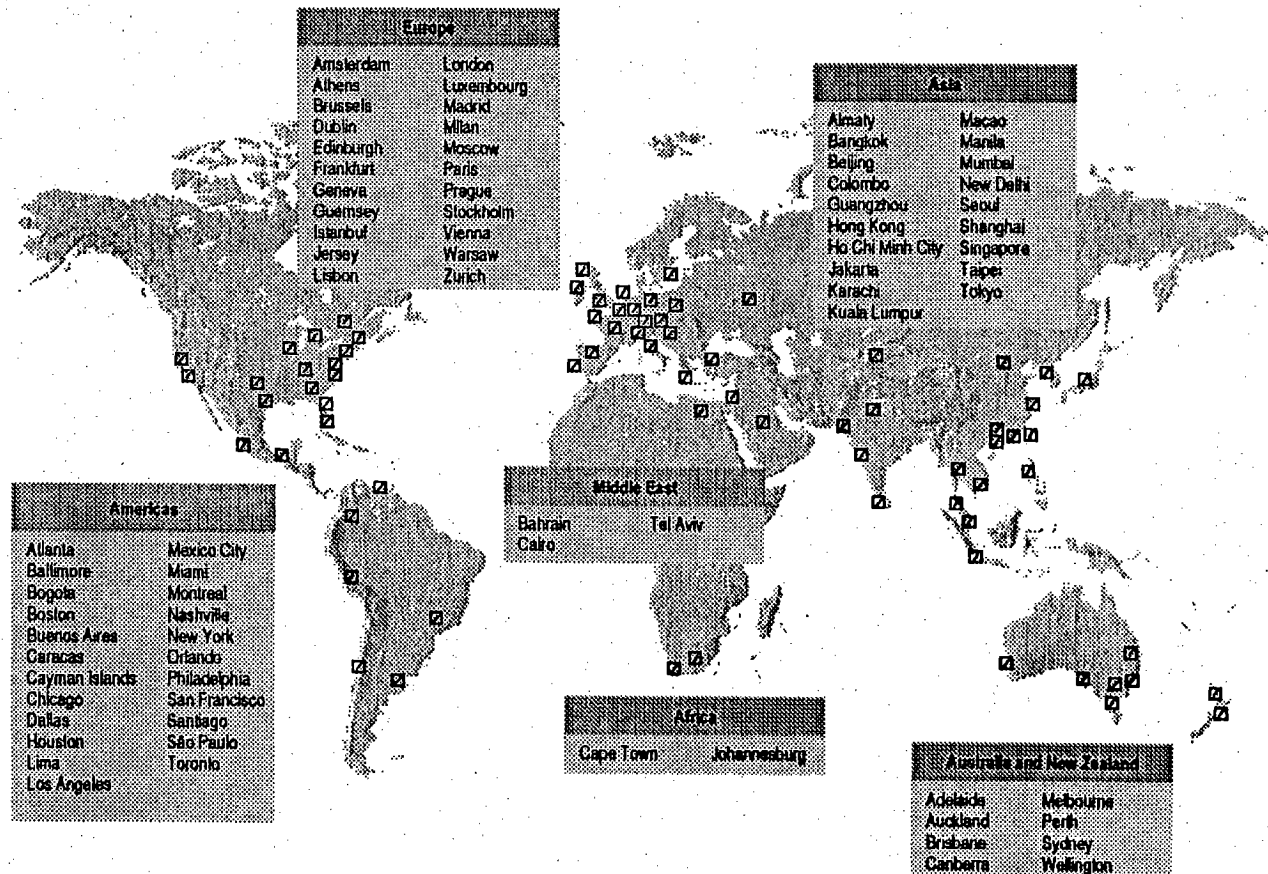 Europe
Amsterdam London
Athens Luxembourg
Brussels Madrid
Dublin Milan
Edinburgh Moscow
Frankfurt Paris
Geneva Prague
Guernsey Stockholm
Istanbul Vienna
Jersey Warsaw
Lisbon Zurich
Asia
Almaty Macao
Bangkok Manila
Beijing Mumbai
Colombo New Delhi
Guangzhou Seoul
Hong Kong Shanghai
Ho Chi Minh City Singapore
Jakarta Taipei
Karachi Tokyo
Kuala Lumpur
Middle East
Bahrain Tel Aviv
Cairo
Americas
Atlanta Mexico City
Baltimore Miami
Bogota Montreal
Boston Nashville
Buenos Aires New York
Caracas Orlando
Cayman Islands Philadelphia
Chicago San Francisco
Dallas Santiago
Houston São Paulo
Lima Toronto
Los Angeles
Africa
Cape Town Johannesburg
Australia and New Zealand
Adelaide Melbourne
Auckland Perth
Brisbane Sydney
Canberra Wellington